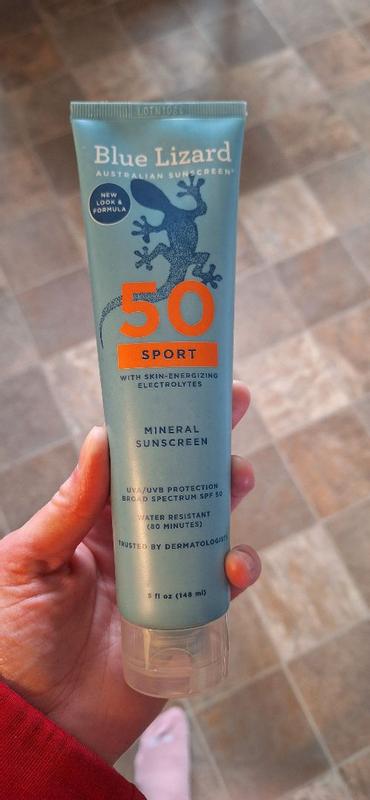 Blue Lizard
AUSTRALIAN SUNSCREEN®
NEW
LOOK &
FORMULA
50
SPORT
WITH SKIN-ENERGIZING
ELECTROLYTES
MINERAL
SUNSCREEN
UVA/UVB PROTECTION
BROAD SPECTRUM SPF 50
WATER RESISTANT
(80 MINUTES)
TRUSTED BY DERMATOLOGISTS
5 fl oz (148 ml)